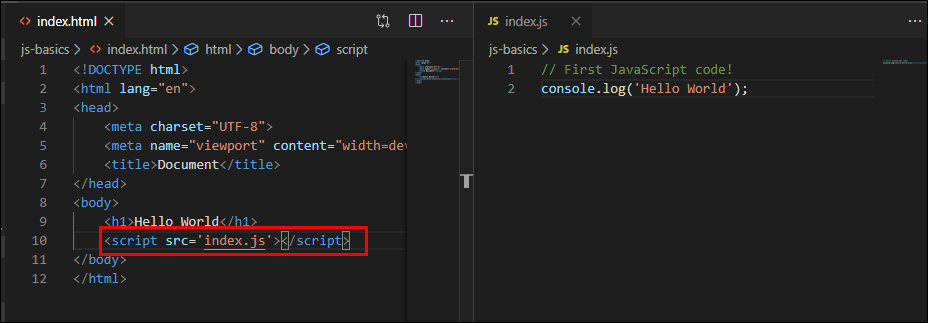 index.html
js-basics > index.html > html > body > script
1 <!DOCTYPE html>
2 <html lang="en">
3 <head>
4     <meta charset="UTF-8">
5     <meta name="viewport" content="width=dev
6     <title>Document</title>
7 </head>
8 <body>
9     <h1>Hello World</h1>
10     <script src='index.js'></script>
11 </body>
12 </html>
JS index.js
js-basics > JS index.js
1 // First JavaScript code!
2 console.log('Hello World');